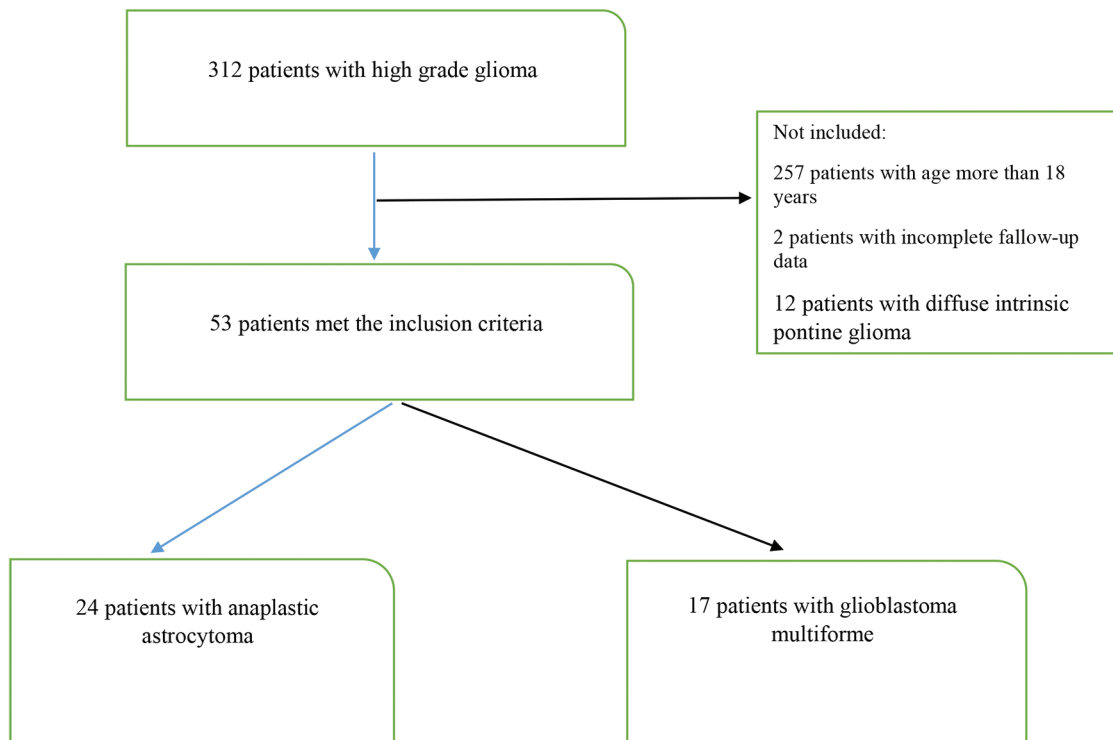 312 patients with high grade glioma
Not included:
257 patients with age more than 18
years
2 patients with incomplete fallow-up
data
12 patients with diffuse intrinsic
pontine glioma
53 patients met the inclusion criteria
24 patients with anaplastic
astrocytoma
17 patients with glioblastoma
multiforme